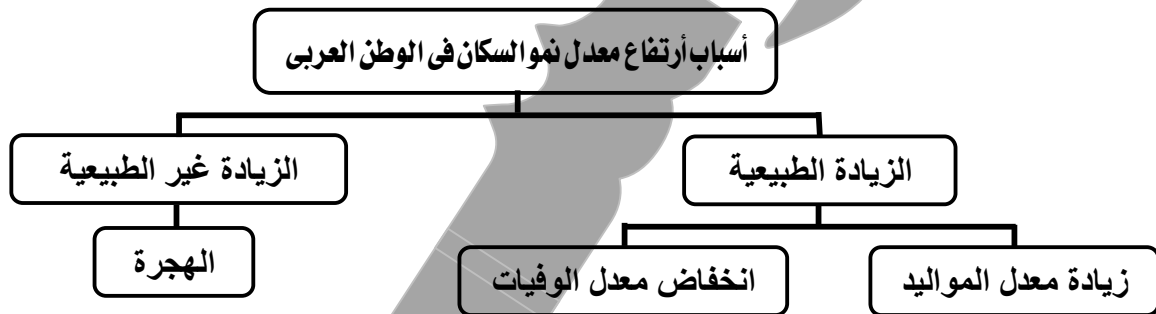 أسباب أرتفاع معدل نمو السكان فى الوطن العربى
الزيادة الطبيعية
الزيادة غير الطبيعية
زيادة معدل المواليد
انخفاض معدل الوفيات
الهجرة